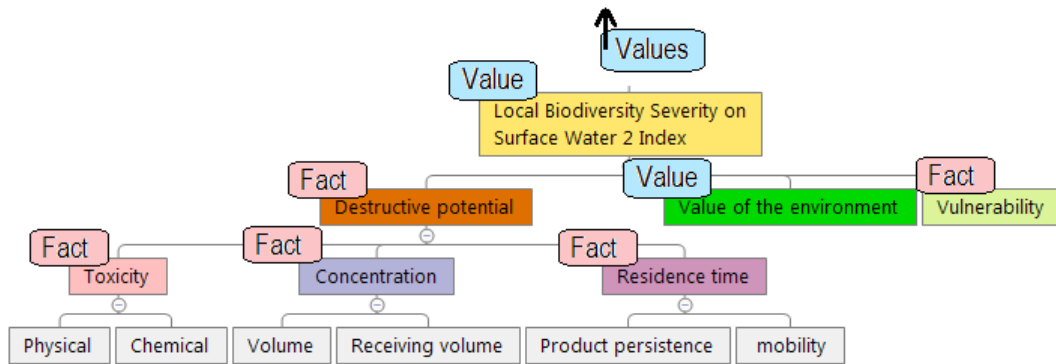 Values
Value
Local Biodiversity Severity on
Surface Water 2 Index
Fact
Value
Fact
Destructive potential
Value of the environment
Vulnerability
Fact
Fact
Fact
Toxicity
Concentration
Residence time
Physical
Chemical
Volume
Receiving volume
Product persistence
mobility